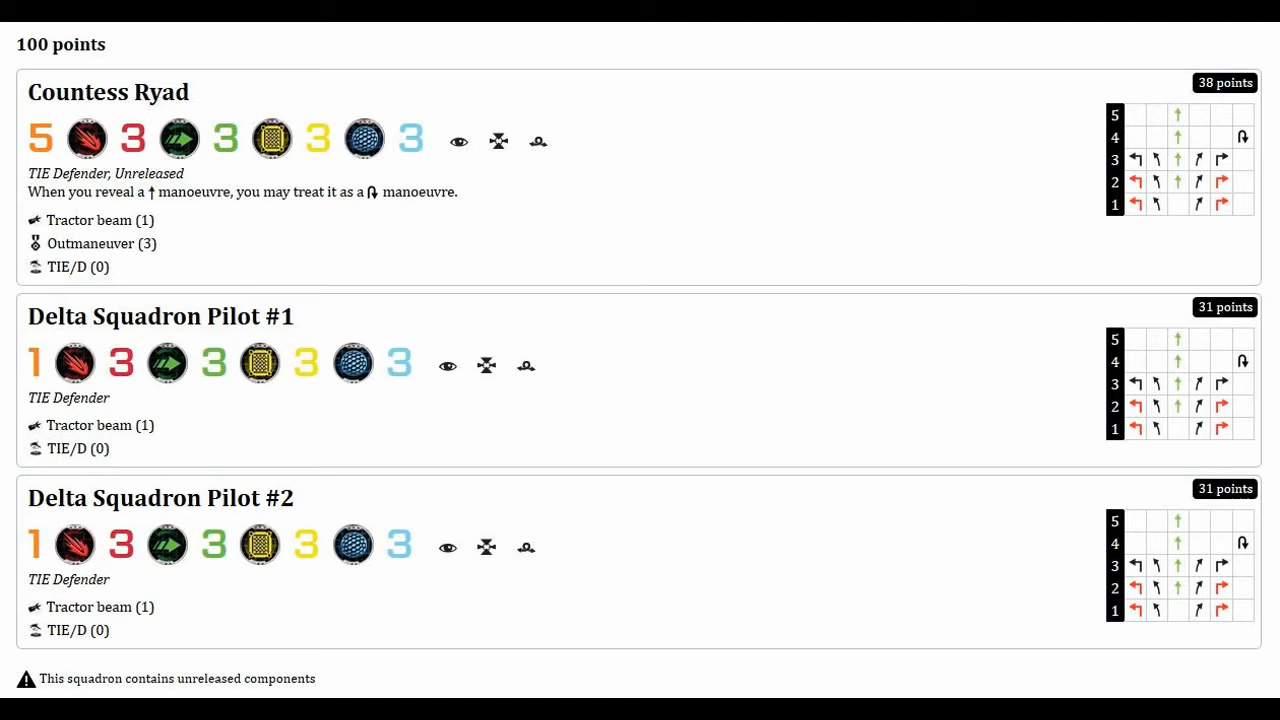 100 points
Countess Ryad
38 points
5 3 3 3 3
TIE Defender, Unreleased
When you reveal a manoeuvre, you may treat it as a manoeuvre.
Tractor beam (1)
Outmaneuver (3)
TIE/D (0)
5
4
3
2
1
Delta Squadron Pilot #1
31 points
1 3 3 3 3
TIE Defender
Tractor beam (1)
TIE/D (0)
5
4
3
2
1
Delta Squadron Pilot #2
31 points
1 3 3 3 3
TIE Defender
Tractor beam (1)
TIE/D (0)
5
4
3
2
1
This squadron contains unreleased components